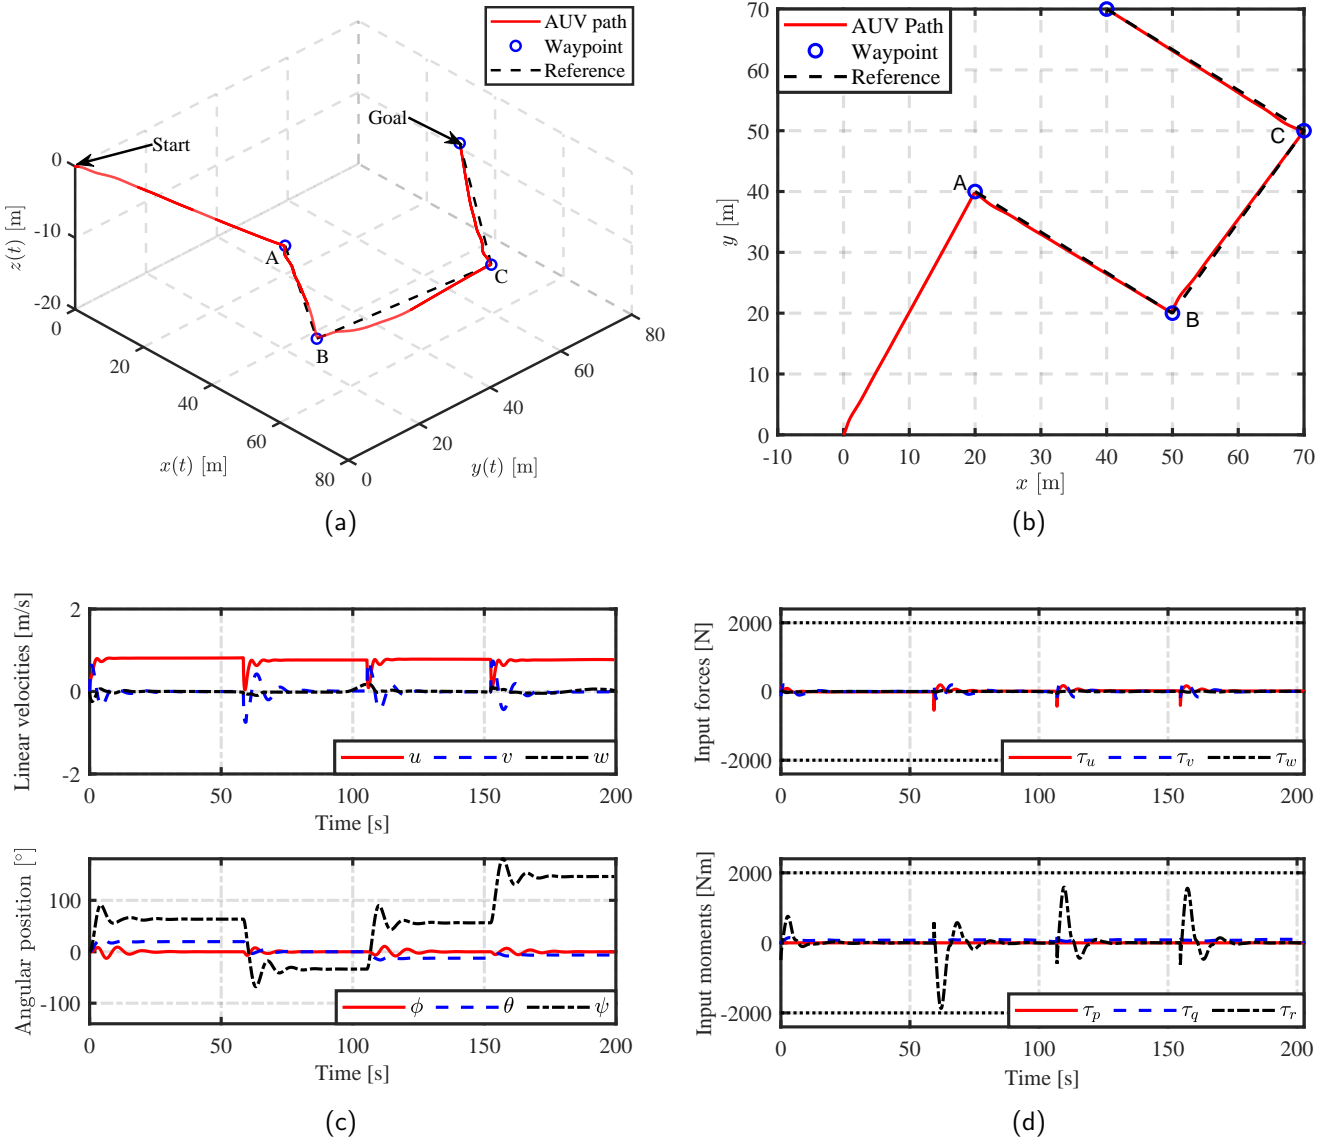 AUV path
Waypoint
Reference
Start
Goal
A
B
C
0
-10
-20
z(t) [m]
0
20
40
60
80
x(t) [m]
0
20
40
60
80
y(t) [m]
(a)
AUV Path
Waypoint
Reference
A
B
C
70
60
50
40
30
20
10
0
y [m]
-10 0 10 20 30 40 50 60 70
x [m]
(b)
Linear velocities [m/s]
2
0
-2
u v w
0 50 100 150 200
Time [s]
Angular position [°]
100
0
-100
ϕ θ ψ
0 50 100 150 200
Time [s]
(c)
Input forces [N]
2000
0
-2000
τu τv τw
0 50 100 150 200
Input moments [Nm]
2000
0
-2000
τp τq τr
0 50 100 150 200
Time [s]
(d)